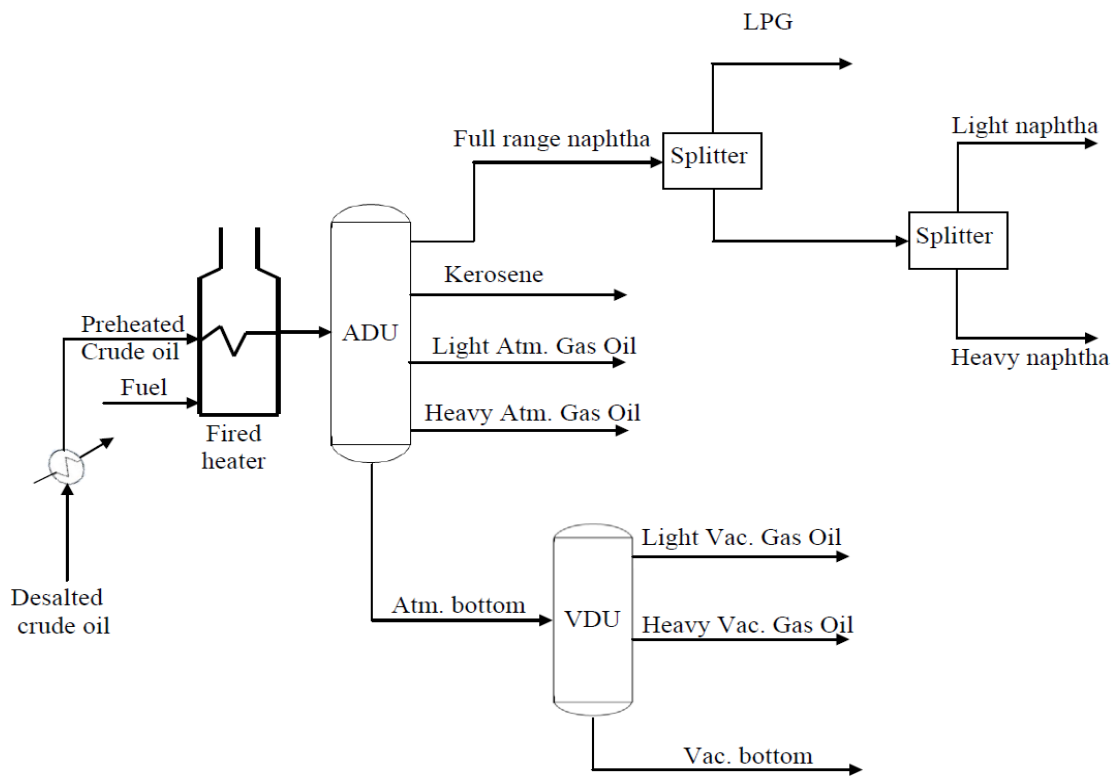 LPG
Full range naphtha
Splitter
Light naphtha
Splitter
Heavy naphtha
Kerosene
ADU
Light Atm. Gas Oil
Heavy Atm. Gas Oil
Preheated
Crude oil
Fuel
Fired
heater
Desalted
crude oil
Atm. bottom
VDU
Light Vac. Gas Oil
Heavy Vac. Gas Oil
Vac. bottom